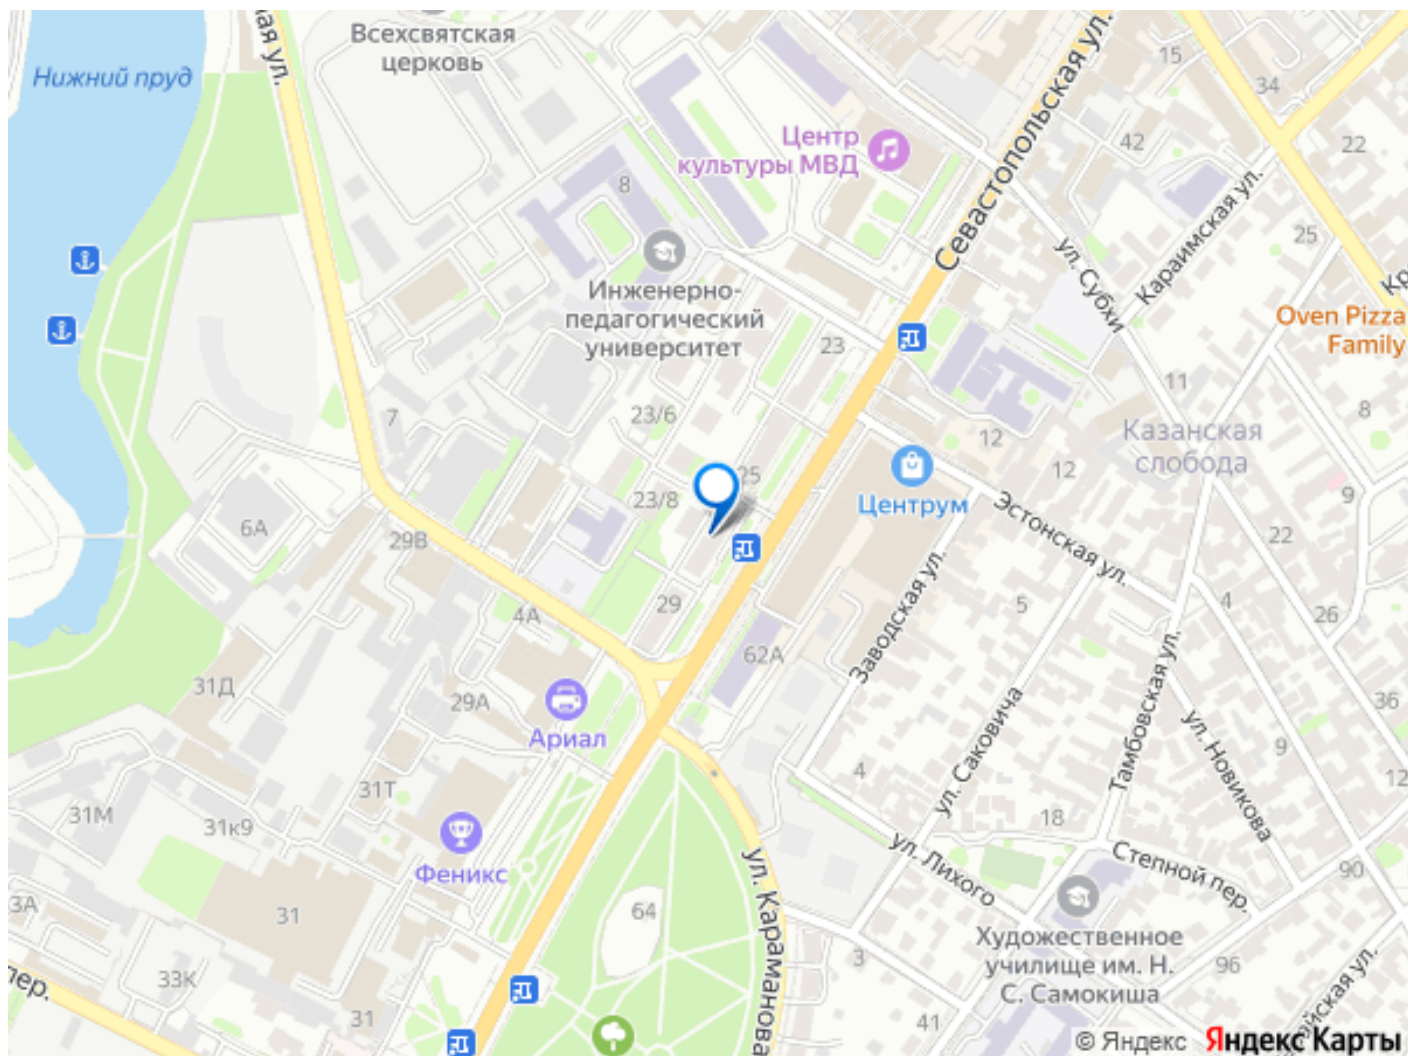 Всехсвятская
церковь
ная ул.
Нижний пруд
Севастопольская ул.
15
34
42
22
Центр
культуры МВД
8
Караимская ул.
25
ул. Субхи
Инженерно-
педагогический
университет
23
Oven Pizza
Family
11
8
Казанская
слобода
7
23/6
12
12
25
23/8
Центрум
9
6А
29В
Эстонская ул.
22
Заводская ул.
5
4
26
4А
29
62А
31Д
29А
Тамбовская ул.
36
Ариал
ул. Саковича
ул. Новикова
9
4
12
31Т
31М
31к9
18
Феникс
ул. Лихого
Степной пер.
90
ул. Караманова
3А
31
64
Художественное
училище им. Н.
С. Самокиша
3
96
33К
пер.
31
41
© Яндекс Яндекс Карты